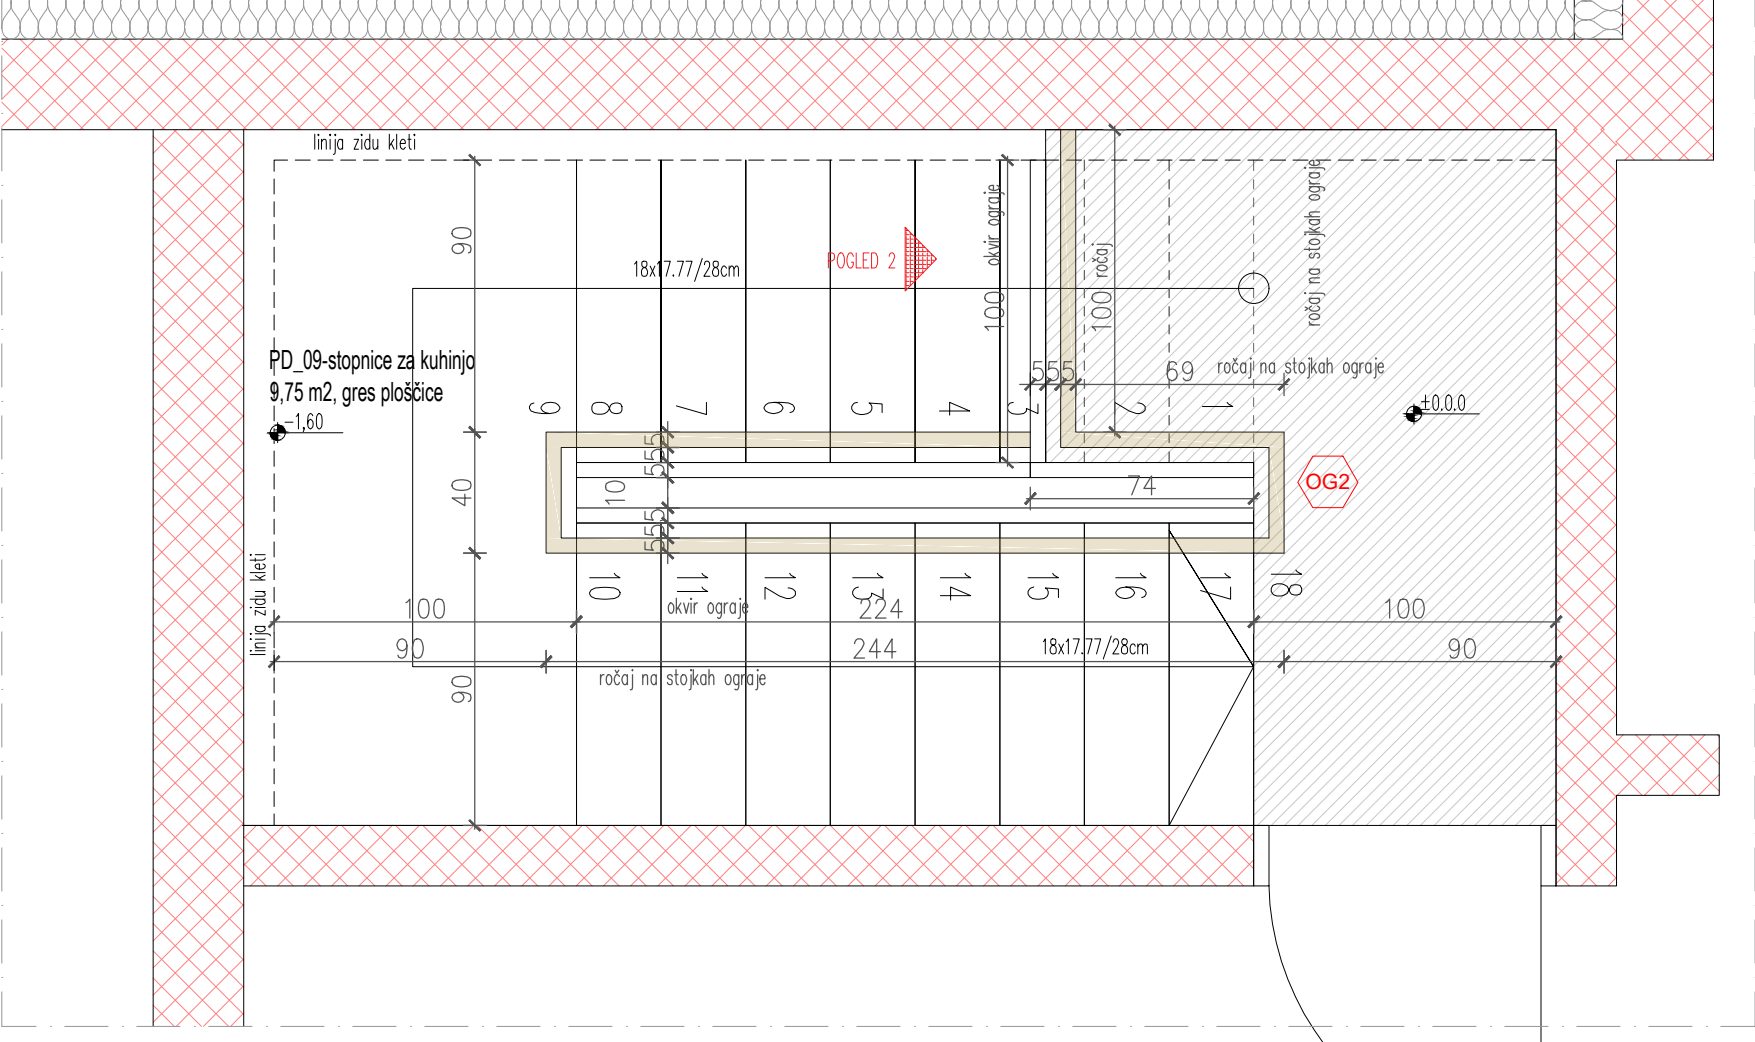 linija zidu kleti
90
18x17.77/28cm
POGLED 2
okvir ograje
100
100 ročaj
ročaj na stojkah ograje
PD_09-stopnice za kuhinjo
9,75 m2, gres ploščice
-1,60
555
69
ročaj na stojkah ograje
±0.0.0
9 8 7 6 5 4 3 2 1
555
40
10
74
OG2
555
linija zidu kleti
10 11 12 13 14 15 16 17 18
100
okvir ograje
224
100
90
244
18x17.77/28cm
90
90
ročaj na stojkah ograje